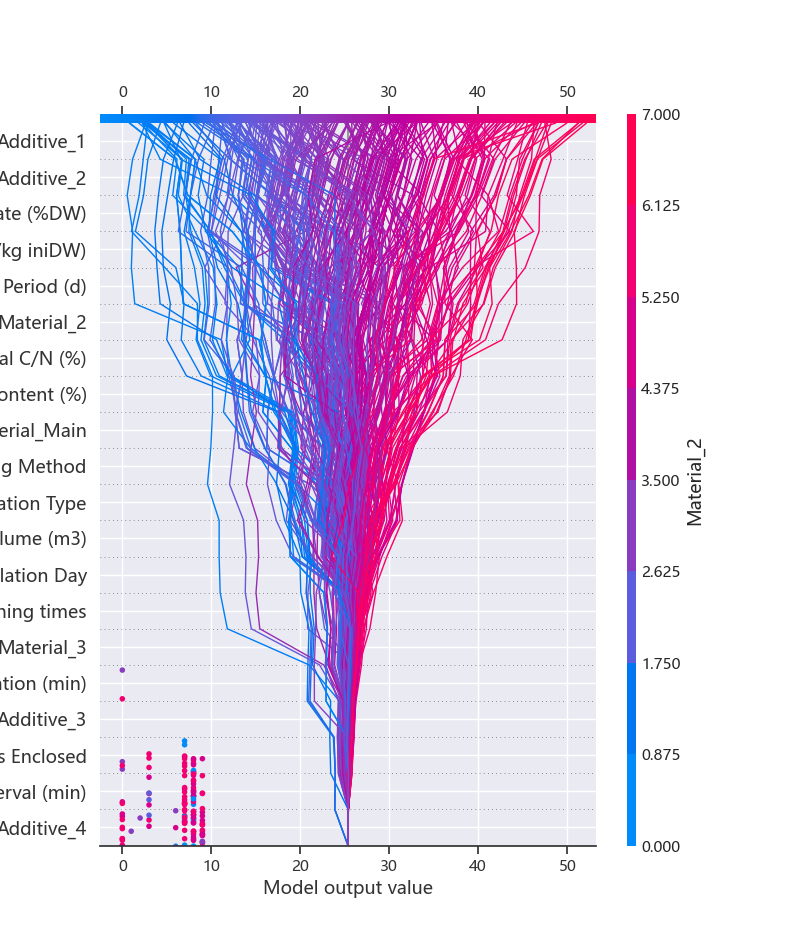 0 10 20 30 40 50
Additive_1
Additive_2
ate (%DW)
/kg iniDW)
Period (d)
Material_2
al C/N (%)
ontent (%)
erial_Main
g Method
ation Type
lume (m3)
lation Day
ning times
Material_3
ation (min)
Additive_3
s Enclosed
erval (min)
Additive_4
0 10 20 30 40 50
Model output value
7.000
6.125
5.250
4.375
3.500
2.625
1.750
0.875
0.000
Material_2